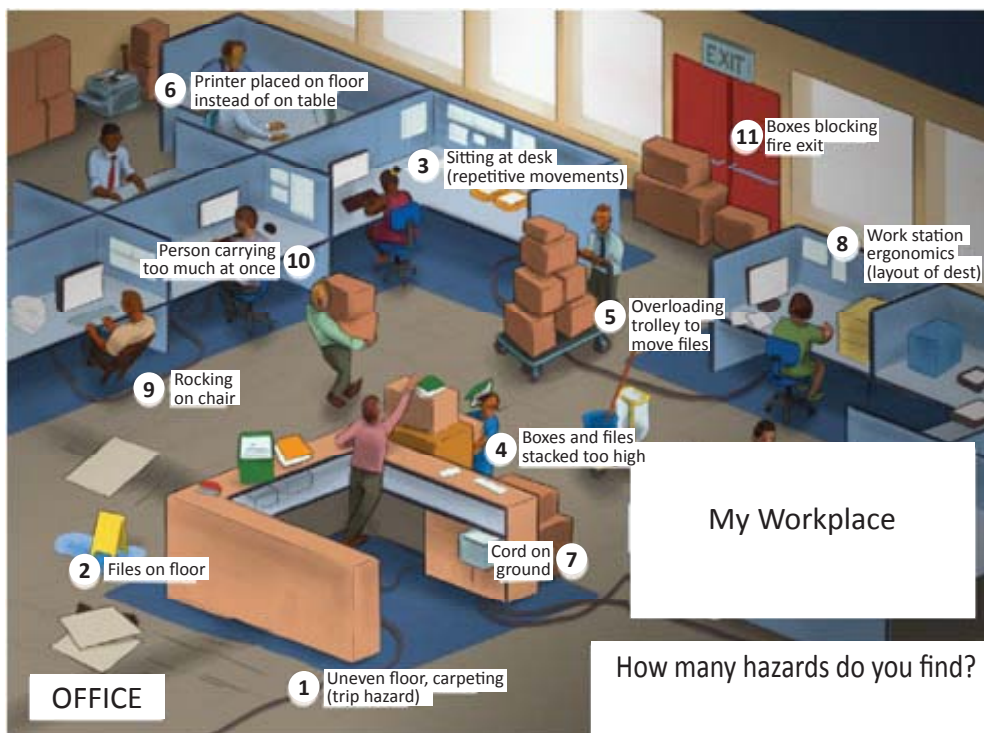 EXIT
6
Printer placed on floor
instead of on table
11
Boxes blocking
fire exit
3
Sitting at desk
(repetitive movements)
8
Work station
ergonomics
(layout of dest)
Person carrying
too much at once
10
5
Overloading
trolley to
move files
9
Rocking
on chair
4
Boxes and files
stacked too high
My Workplace
Cord on
ground
7
2
Files on floor
How many hazards do you find?
1
Uneven floor, carpeting
(trip hazard)
OFFICE